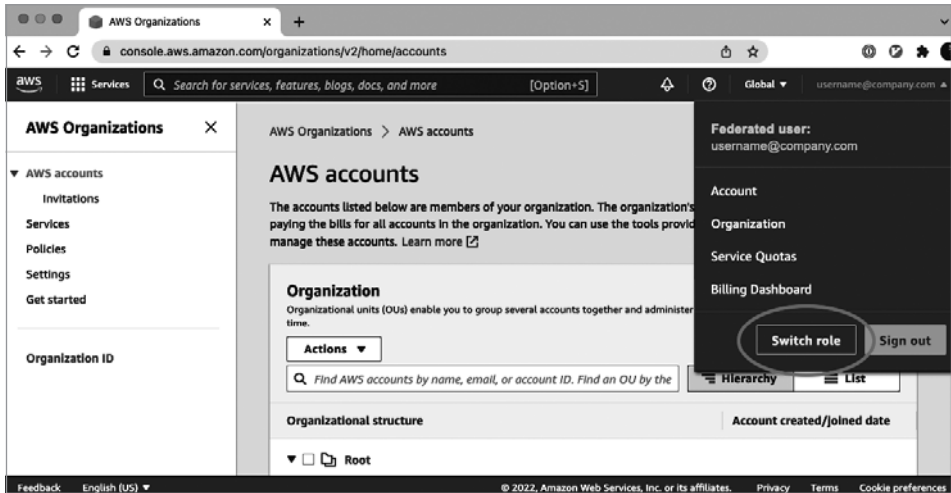 AWS Organizations
console.aws.amazon.com/organizations/v2/home/accounts
aws
Services
Search for services, features, blogs, docs, and more
[Option+S]
Global
username@company.com
AWS Organizations
AWS accounts
Invitations
Services
Policies
Settings
Get started
Organization ID
AWS Organizations > AWS accounts
AWS accounts
The accounts listed below are members of your organization. The organization's
paying the bills for all accounts in the organization. You can use the tools provid
manage these accounts. Learn more
Organization
Organizational units (OUs) enable you to group several accounts together and administer
time.
Actions
Find AWS accounts by name, email, or account ID. Find an OU by the
Hierarchy
List
Organizational structure
Account created/joined date
Root
Federated user:
username@company.com
Account
Organization
Service Quotas
Billing Dashboard
Switch role
Sign out
Feedback
English (US)
© 2022, Amazon Web Services, Inc. or its affiliates.
Privacy
Terms
Cookie preferences